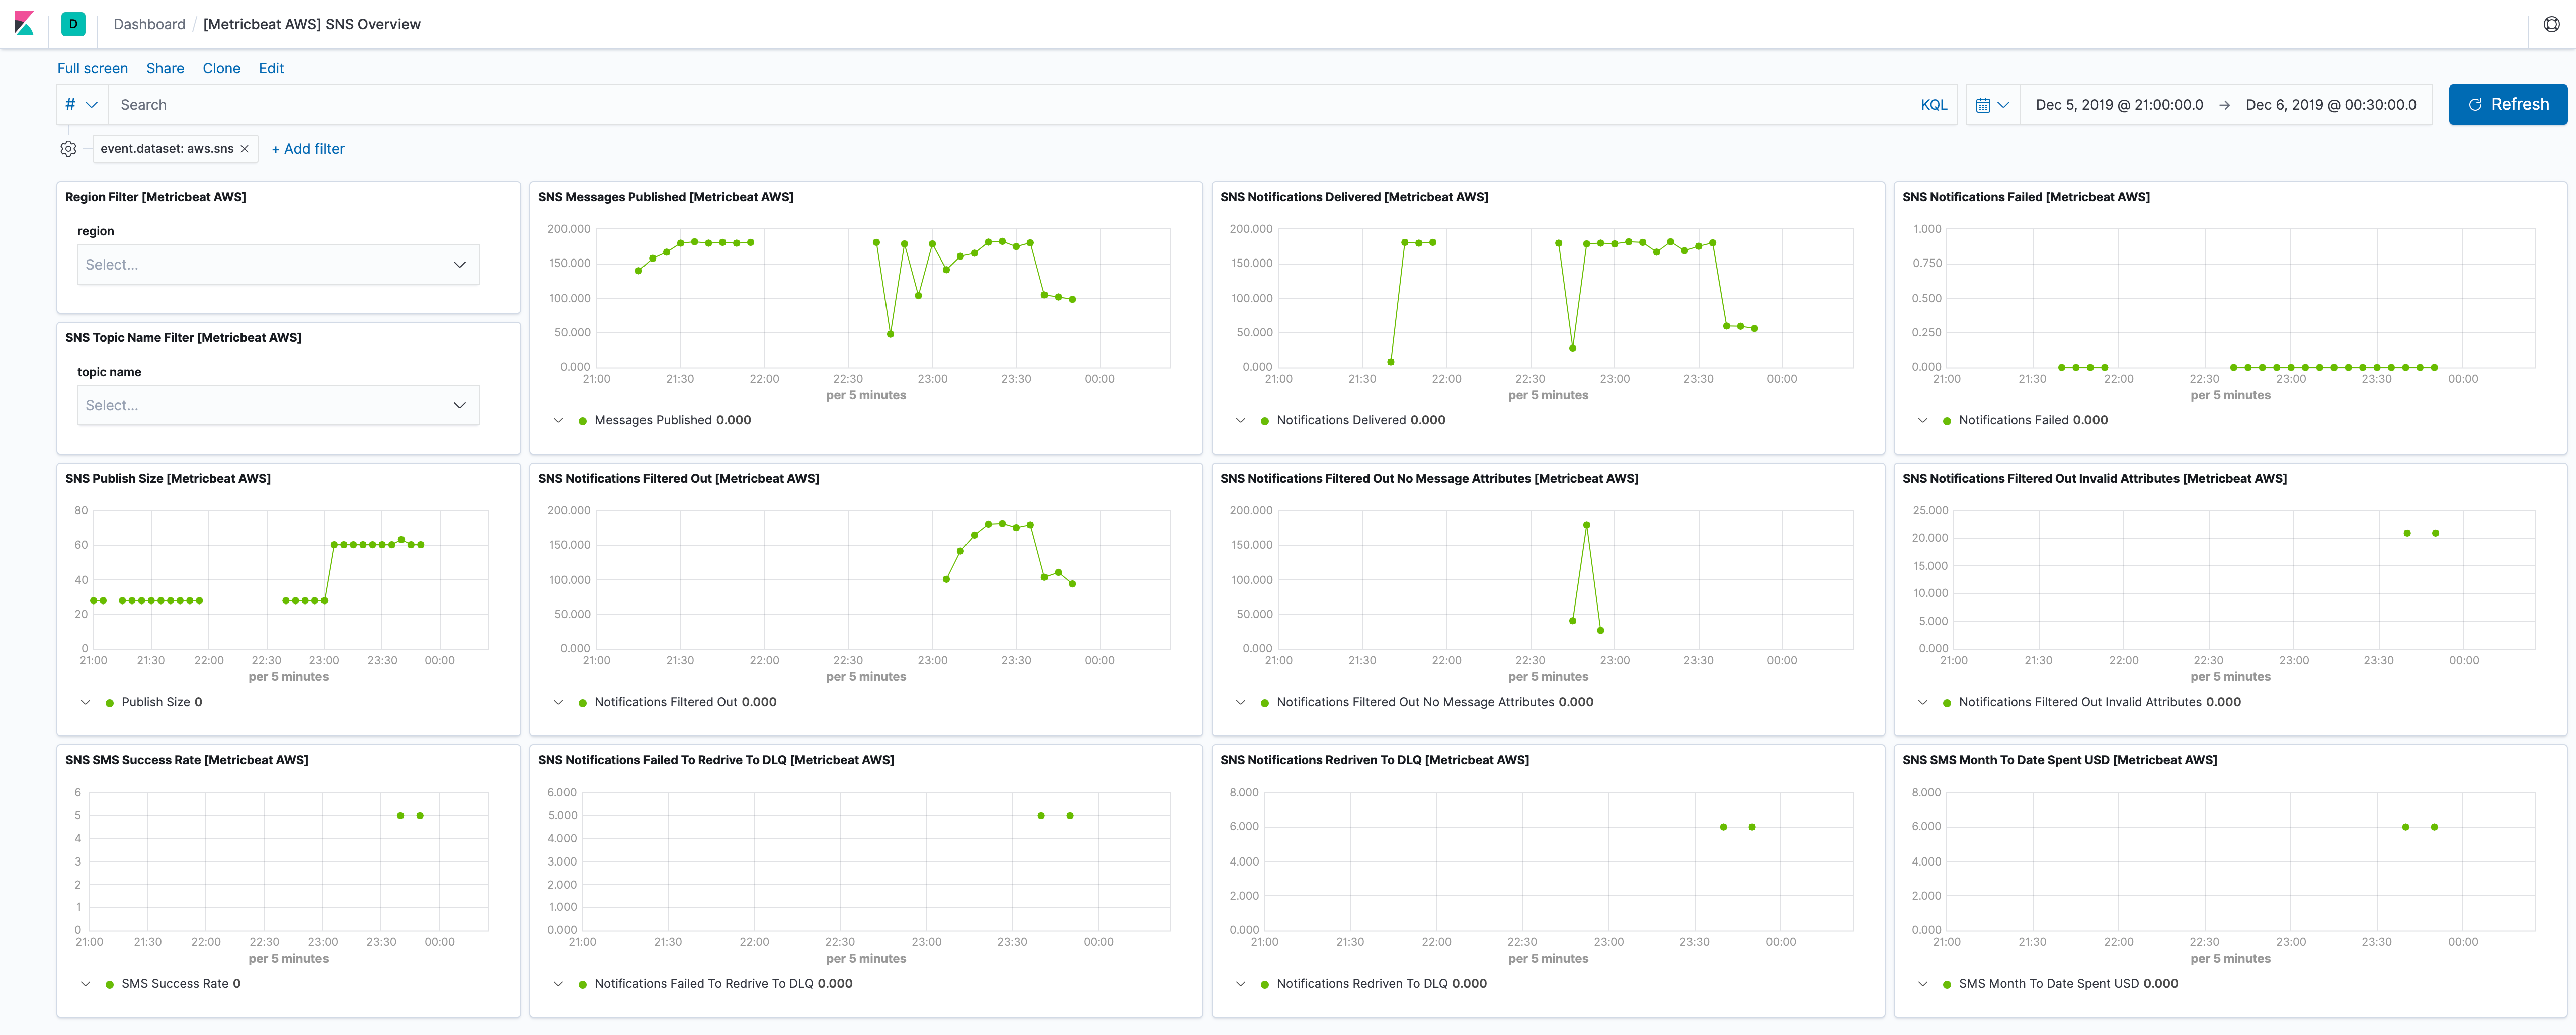 D Dashboard / [Metricbeat AWS] SNS Overview
Full screen Share Clone Edit
# Search KQL Dec 5, 2019 @ 21:00:00.0 → Dec 6, 2019 @ 00:30:00.0 Refresh
event.dataset: aws.sns × + Add filter
Region Filter [Metricbeat AWS]
region
Select...
SNS Topic Name Filter [Metricbeat AWS]
topic name
Select...
SNS Messages Published [Metricbeat AWS]
200.000
150.000
100.000
50.000
0.000
21:00 21:30 22:00 22:30 23:00 23:30 00:00
per 5 minutes
Messages Published 0.000
SNS Notifications Delivered [Metricbeat AWS]
200.000
150.000
100.000
50.000
0.000
21:00 21:30 22:00 22:30 23:00 23:30 00:00
per 5 minutes
Notifications Delivered 0.000
SNS Notifications Failed [Metricbeat AWS]
1.000
0.750
0.500
0.250
0.000
21:00 21:30 22:00 22:30 23:00 23:30 00:00
per 5 minutes
Notifications Failed 0.000
SNS Publish Size [Metricbeat AWS]
80
60
40
20
0
21:00 21:30 22:00 22:30 23:00 23:30 00:00
per 5 minutes
Publish Size 0
SNS Notifications Filtered Out [Metricbeat AWS]
200.000
150.000
100.000
50.000
0.000
21:00 21:30 22:00 22:30 23:00 23:30 00:00
per 5 minutes
Notifications Filtered Out 0.000
SNS Notifications Filtered Out No Message Attributes [Metricbeat AWS]
200.000
150.000
100.000
50.000
0.000
21:00 21:30 22:00 22:30 23:00 23:30 00:00
per 5 minutes
Notifications Filtered Out No Message Attributes 0.000
SNS Notifications Filtered Out Invalid Attributes [Metricbeat AWS]
25.000
20.000
15.000
10.000
5.000
0.000
21:00 21:30 22:00 22:30 23:00 23:30 00:00
per 5 minutes
Notifications Filtered Out Invalid Attributes 0.000
SNS SMS Success Rate [Metricbeat AWS]
6
5
4
3
2
1
0
21:00 21:30 22:00 22:30 23:00 23:30 00:00
per 5 minutes
SMS Success Rate 0
SNS Notifications Failed To Redrive To DLQ [Metricbeat AWS]
6.000
5.000
4.000
3.000
2.000
1.000
0.000
21:00 21:30 22:00 22:30 23:00 23:30 00:00
per 5 minutes
Notifications Failed To Redrive To DLQ 0.000
SNS Notifications Redriven To DLQ [Metricbeat AWS]
8.000
6.000
4.000
2.000
0.000
21:00 21:30 22:00 22:30 23:00 23:30 00:00
per 5 minutes
Notifications Redriven To DLQ 0.000
SNS SMS Month To Date Spent USD [Metricbeat AWS]
8.000
6.000
4.000
2.000
0.000
21:00 21:30 22:00 22:30 23:00 23:30 00:00
per 5 minutes
SMS Month To Date Spent USD 0.000